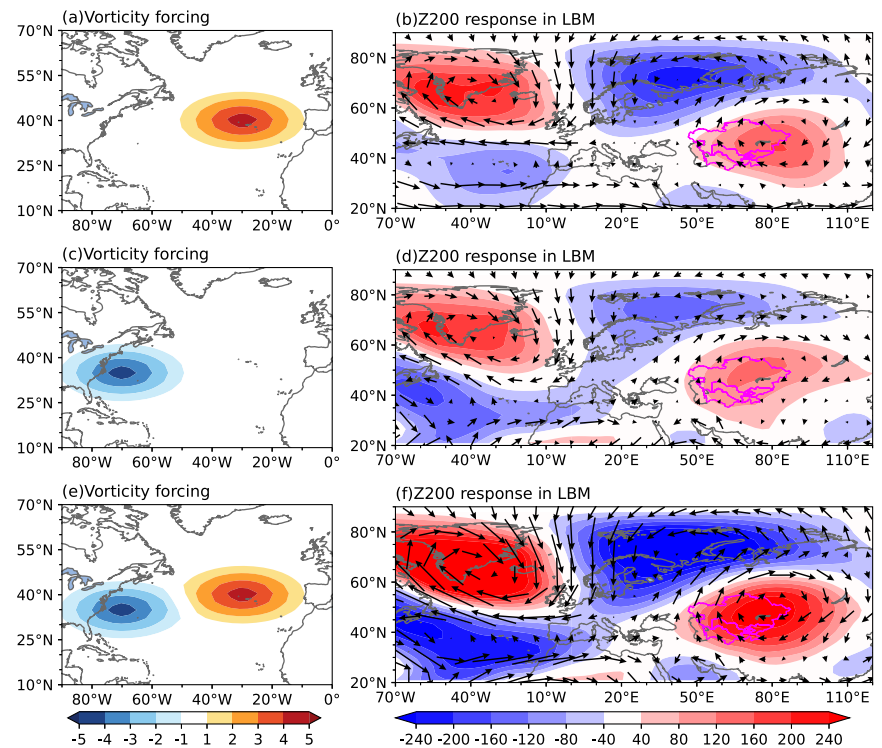 (a)Vorticity forcing
(b)Z200 response in LBM
70°N
55°N
40°N
25°N
10°N
80°W 60°W 40°W 20°W 0°
80°N
60°N
40°N
20°N
70°W 40°W 10°W 20°E 50°E 80°E 110°E
(c)Vorticity forcing
(d)Z200 response in LBM
70°N
55°N
40°N
25°N
10°N
80°W 60°W 40°W 20°W 0°
80°N
60°N
40°N
20°N
70°W 40°W 10°W 20°E 50°E 80°E 110°E
(e)Vorticity forcing
(f)Z200 response in LBM
70°N
55°N
40°N
25°N
10°N
80°W 60°W 40°W 20°W 0°
80°N
60°N
40°N
20°N
70°W 40°W 10°W 20°E 50°E 80°E 110°E
-5 -4 -3 -2 -1 1 2 3 4 5
-240 -200 -160 -120 -80 -40 40 80 120 160 200 240